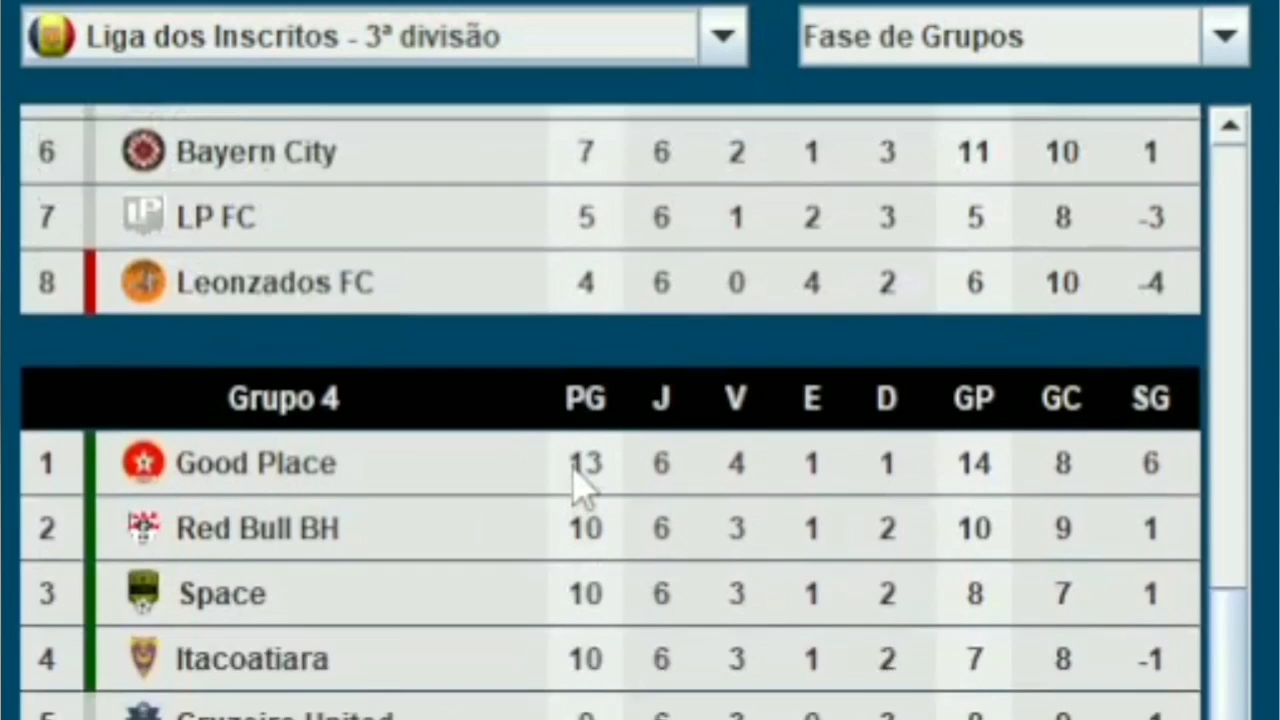 Liga dos Inscritos - 3ª divisão
Fase de Grupos
6 Bayern City 7 6 2 1 3 11 10 1
7 LP FC 5 6 1 2 3 5 8 -3
8 Leonzados FC 4 6 0 4 2 6 10 -4
Grupo 4 PG J V E D GP GC SG
1 Good Place 13 6 4 1 1 14 8 6
2 Red Bull BH 10 6 3 1 2 10 9 1
3 Space 10 6 3 1 2 8 7 1
4 Itacoatiara 10 6 3 1 2 7 8 -1
Cruzeiro United